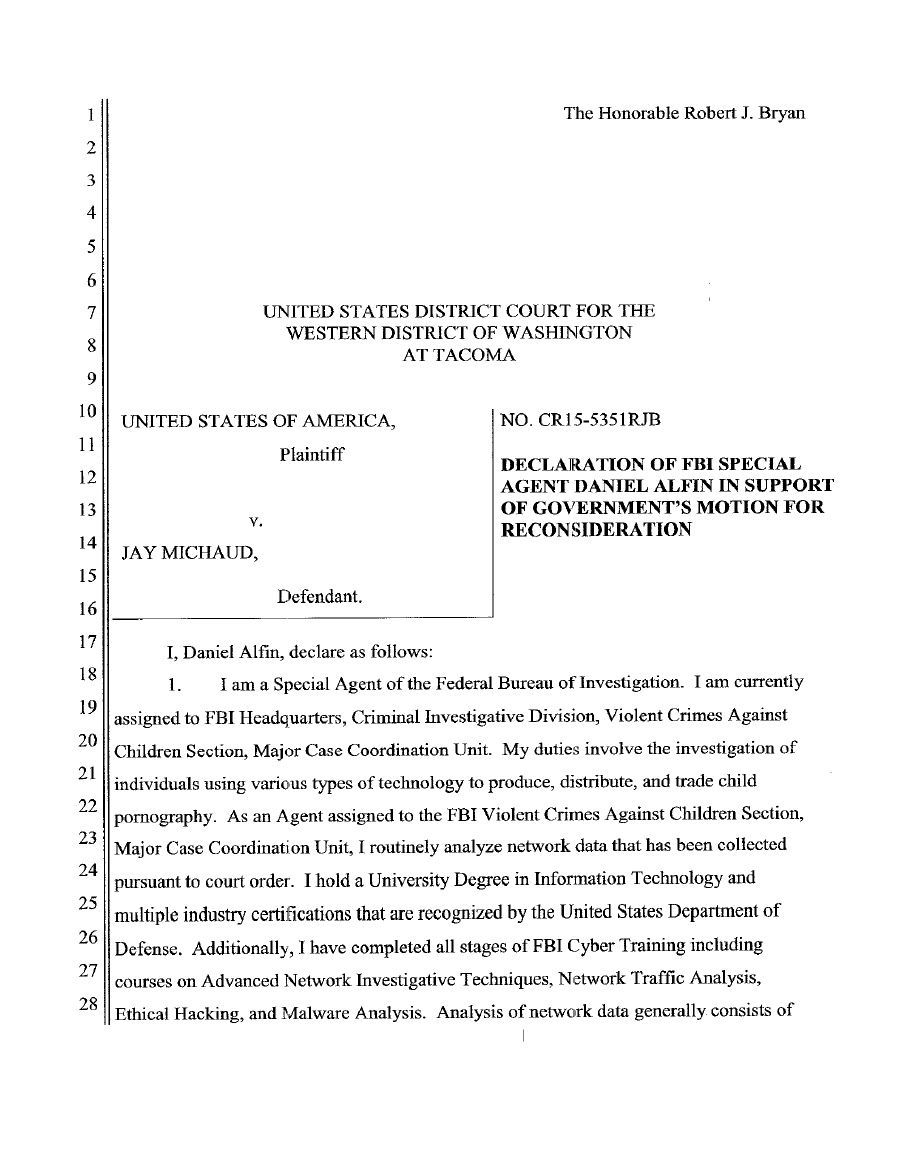 The Honorable Robert J. Bryan
1
2
3
4
5
6
7
8
9
10
11
12
13
14
15
16
17
18
19
20
21
22
23
24
25
26
27
28
UNITED STATES DISTRICT COURT FOR THE
WESTERN DISTRICT OF WASHINGTON
AT TACOMA
UNITED STATES OF AMERICA,
Plaintiff
v.
JAY MICHAUD,
Defendant.
NO. CR15-5351RJB
DECLARATION OF FBI SPECIAL
AGENT DANIEL ALFIN IN SUPPORT
OF GOVERNMENT'S MOTION FOR
RECONSIDERATION
I, Daniel Alfin, declare as follows:
1. I am a Special Agent of the Federal Bureau of Investigation. I am currently
assigned to FBI Headquarters, Criminal Investigative Division, Violent Crimes Against
Children Section, Major Case Coordination Unit. My duties involve the investigation of
individuals using various types of technology to produce, distribute, and trade child
pornography. As an Agent assigned to the FBI Violent Crimes Against Children Section,
Major Case Coordination Unit, I routinely analyze network data that has been collected
pursuant to court order. I hold a University Degree in Information Technology and
multiple industry certifications that are recognized by the United States Department of
Defense. Additionally, I have completed all stages of FBI Cyber Training including
courses on Advanced Network Investigative Techniques, Network Traffic Analysis,
Ethical Hacking, and Malware Analysis. Analysis of network data generally consists of